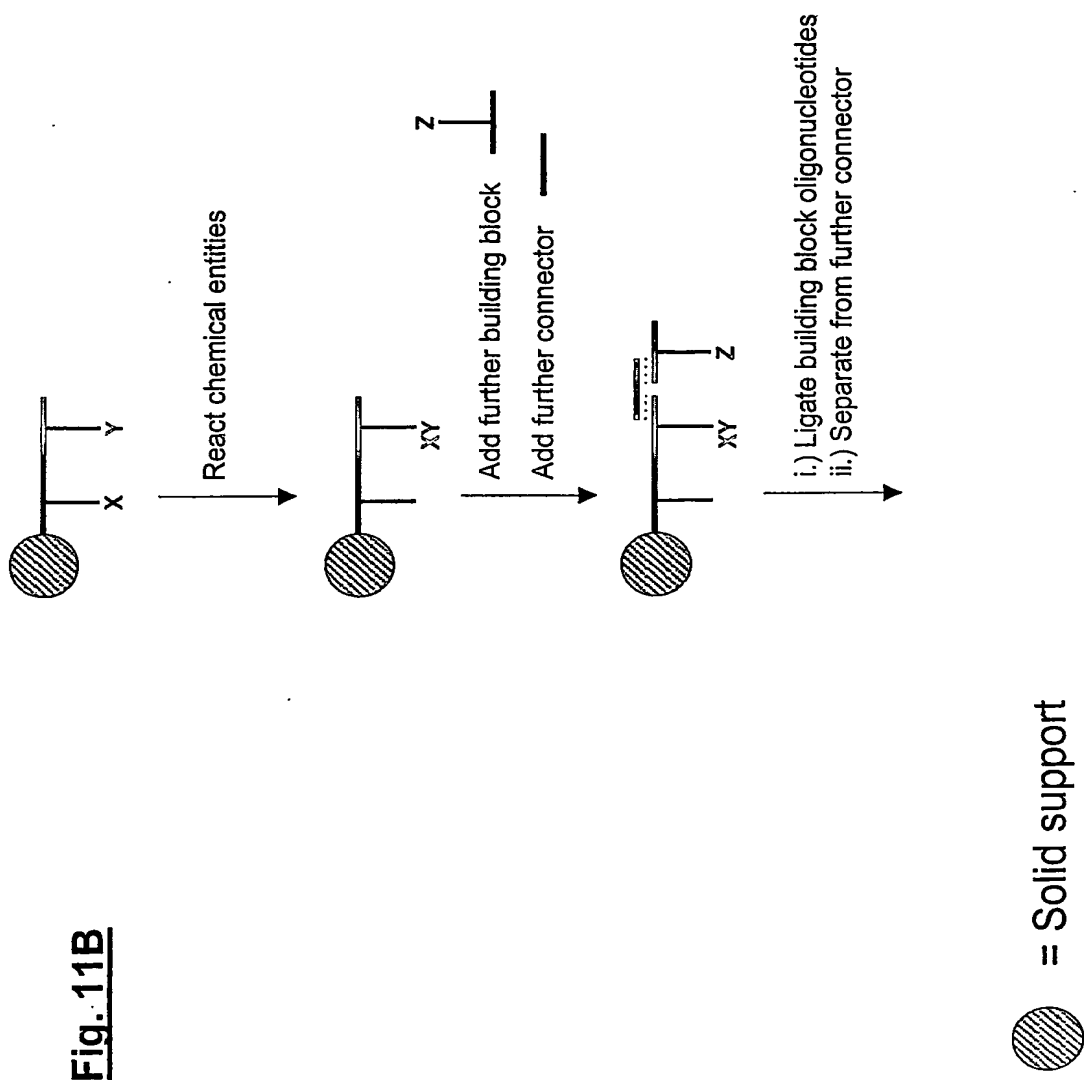 Fig. 11B
X
Y
React chemical entities
XY
Add further building block
Z
Add further connector
XY
Z
i.) Ligate building block oligonucleotides
ii.) Separate from further connector
= Solid support